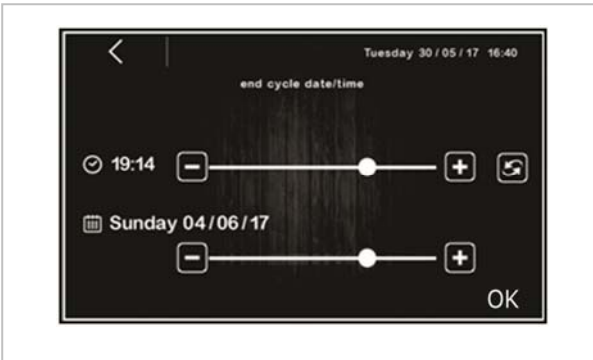 Tuesday 30 / 05 / 17 16:40
end cycle date/time
19:14
Sunday 04 / 06 / 17
OK